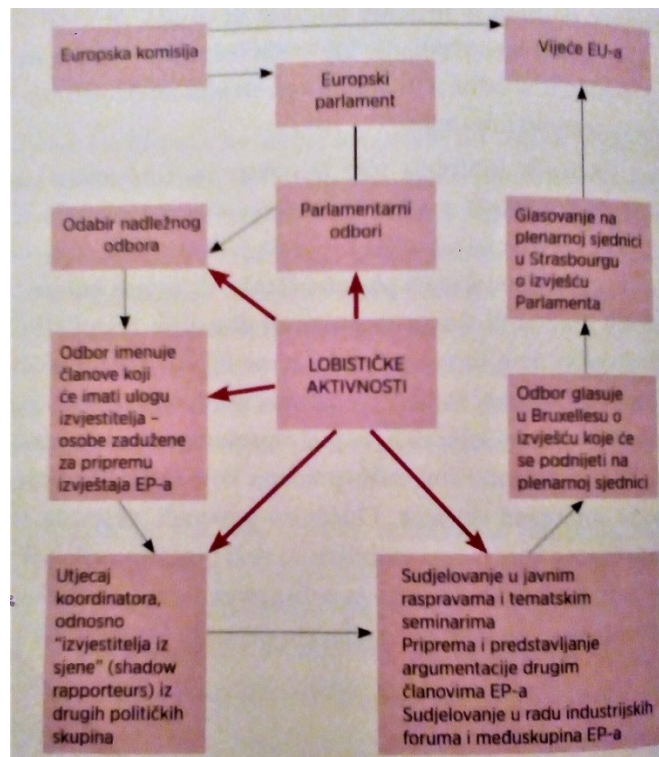 Europska komisija
Vijeće EU-a
Europski
parlament
Odabir nadležnog
odbora
Parlamentarni
odbori
Glasovanje na
plenarnoj sjednici
u Strasbourgu
o izvješću
Parlamenta
Odbor imenuje
članove koji
će imati ulogu
izvjestitelja –
osobe zadužene
za pripremu
izvještaja EP-a
LOBISTIČKE
AKTIVNOSTI
Odbor glasuje
u Bruxellesu o
izvješću koje će
se podnijeti na
plenarnoj sjednici
Utjecaj
koordinatora,
odnosno
"izvjestitelja iz
sjene" (shadow
rapporteurs) iz
drugih političkih
skupina
Sudjelovanje u javnim
raspravama i tematskim
seminarima
Priprema i predstavljanje
argumentacije drugim
članovima EP-a
Sudjelovanje u radu industrijskih
foruma i međuskupina EP-a